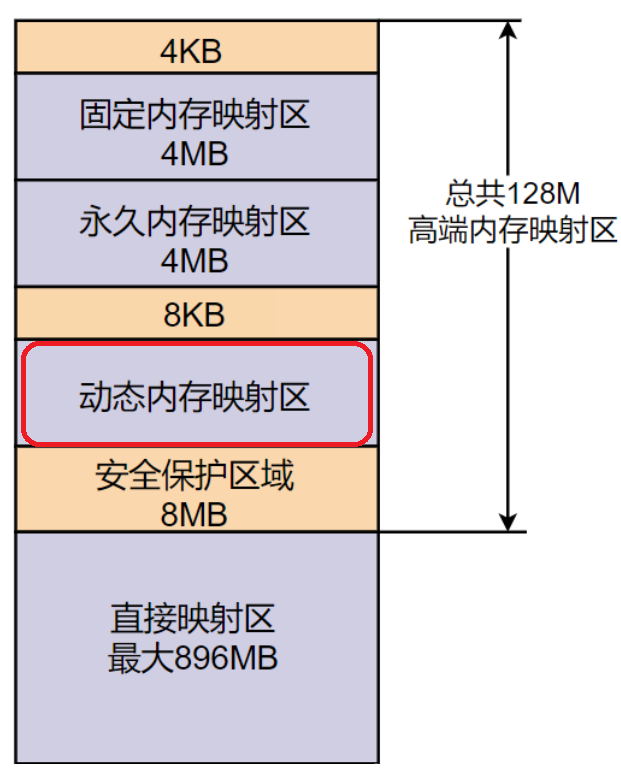 4KB
固定内存映射区
4MB
永久内存映射区
4MB
总共128M
高端内存映射区
8KB
动态内存映射区
安全保护区域
8MB
直接映射区
最大896MB